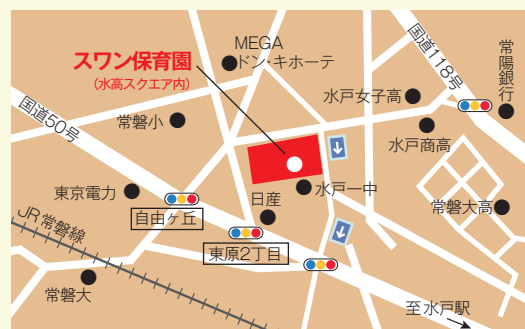 MEGA
ドン・キホーテ
スワン保育園
(水高スクエア内)
国道118号
常陽銀行
国道50号
常磐小
水戸女子高
水戸商高
東京電力
自由ヶ丘
日産
水戸一中
常磐大高
JR常磐線
東原2丁目
常磐大
至水戸駅